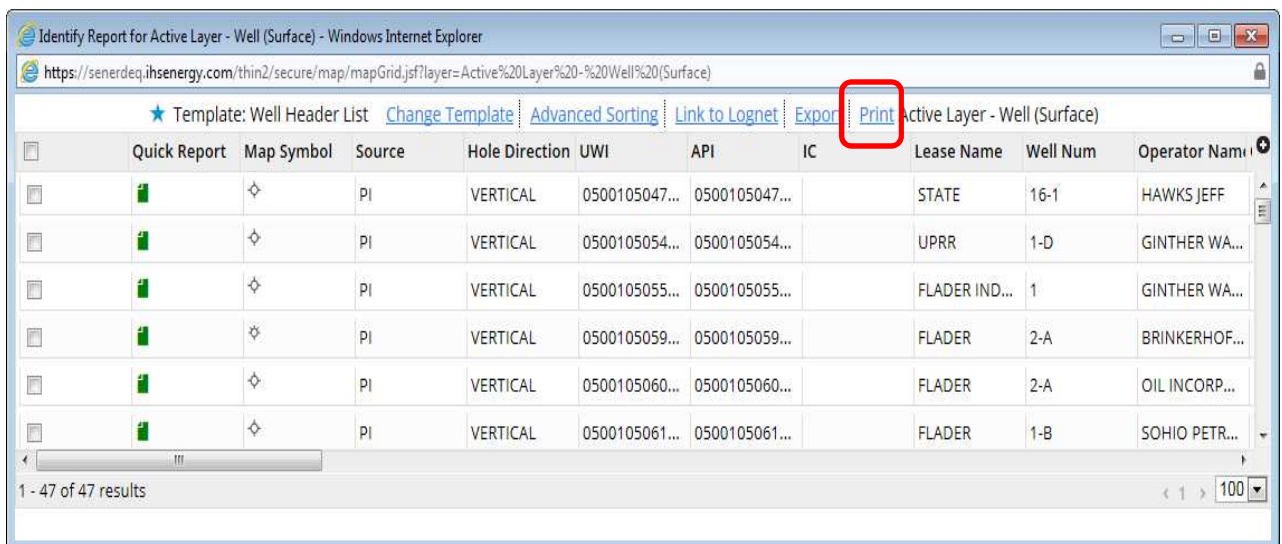 Identify Report for Active Layer - Well (Surface) - Windows Internet Explorer
https://senerdeq.ihsenergy.com/thin2/secure/map/mapGrid.jsf?layer=Active%20Layer%20-%20Well%20(Surface)
Template: Well Header List Change Template Advanced Sorting Link to Lognet Export Print Active Layer - Well (Surface)
Quick Report Map Symbol Source Hole Direction UWI API IC Lease Name Well Num Operator Name
PI VERTICAL 0500105047... 0500105047... STATE 16-1 HAWKS JEFF
PI VERTICAL 0500105054... 0500105054... UPRR 1-D GINTHER WA...
PI VERTICAL 0500105055... 0500105055... FLADER IND... 1 GINTHER WA...
PI VERTICAL 0500105059... 0500105059... FLADER 2-A BRINKERHOF...
PI VERTICAL 0500105060... 0500105060... FLADER 2-A OIL INCORP...
PI VERTICAL 0500105061... 0500105061... FLADER 1-B SOHIO PETR...
1 - 47 of 47 results ‹ 1 › 100